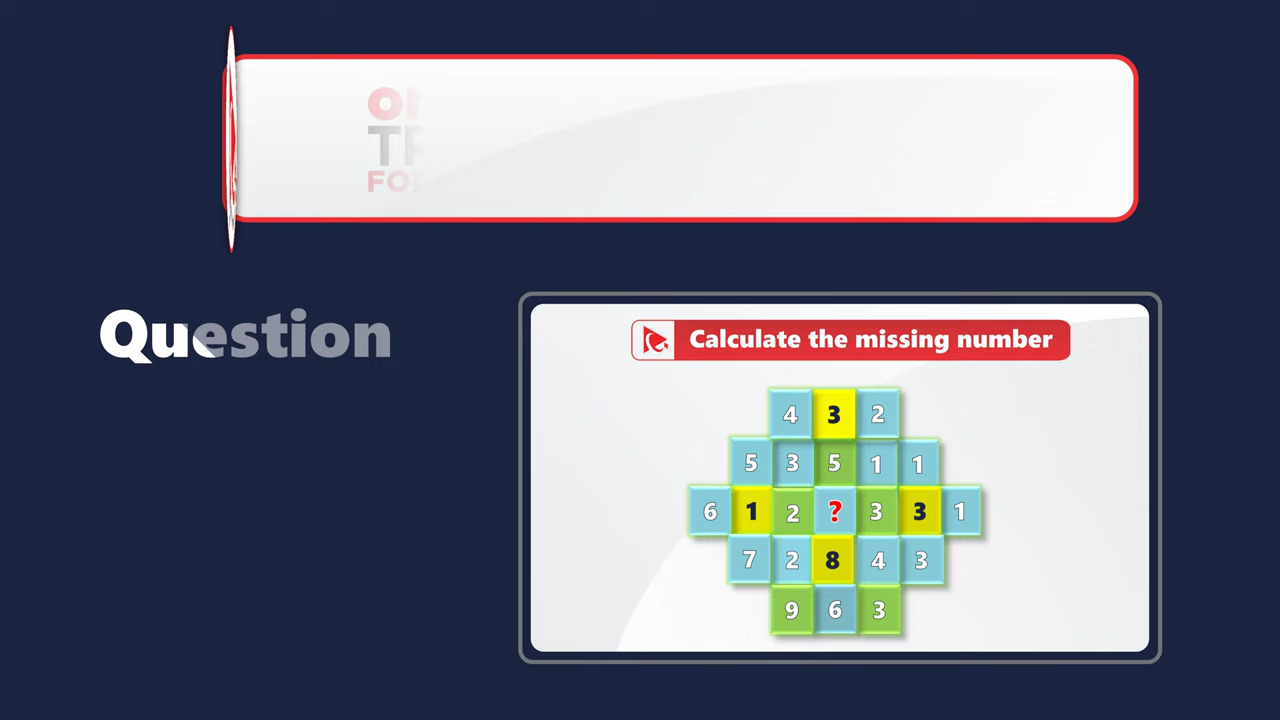 Question
Calculate the missing number
4 3 2
5 3 5 1 1
6 1 2 ? 3 3 1
7 2 8 4 3
9 6 3